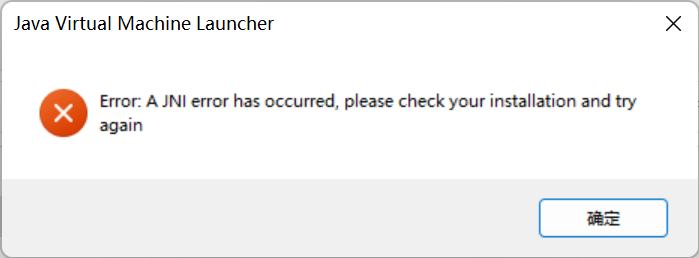 Java Virtual Machine Launcher
Error: A JNI error has occurred, please check your installation and try
again
确定